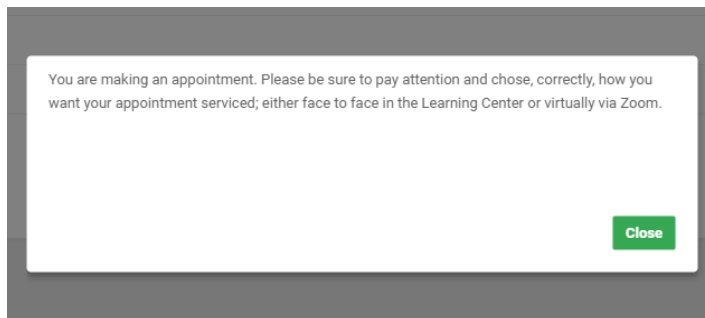 You are making an appointment. Please be sure to pay attention and chose, correctly, how you
want your appointment serviced; either face to face in the Learning Center or virtually via Zoom.
Close